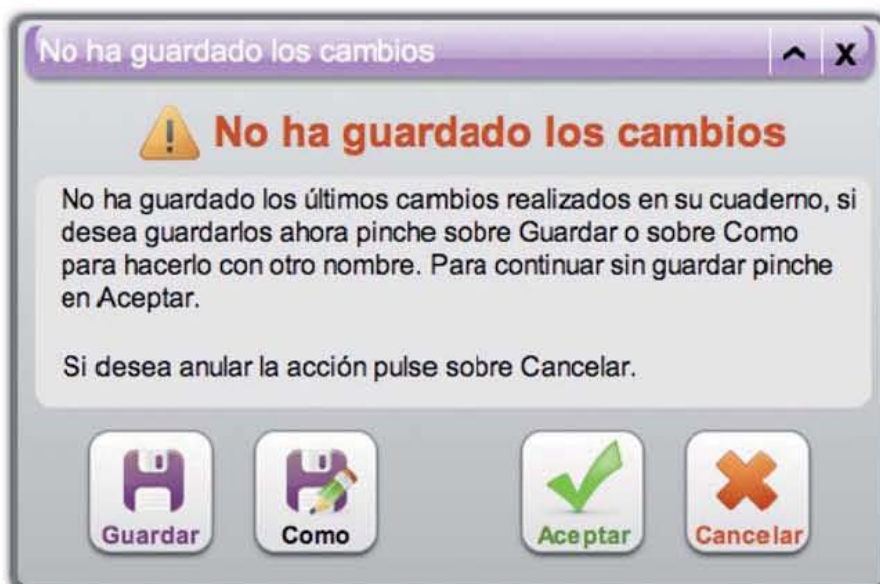 No ha guardado los cambios
No ha guardado los cambios
No ha guardado los últimos cambios realizados en su cuaderno, si
desea guardarlos ahora pinche sobre Guardar o sobre Como
para hacerlo con otro nombre. Para continuar sin guardar pinche
en Aceptar.
Si desea anular la acción pulse sobre Cancelar.
Guardar
Como
Aceptar
Cancelar